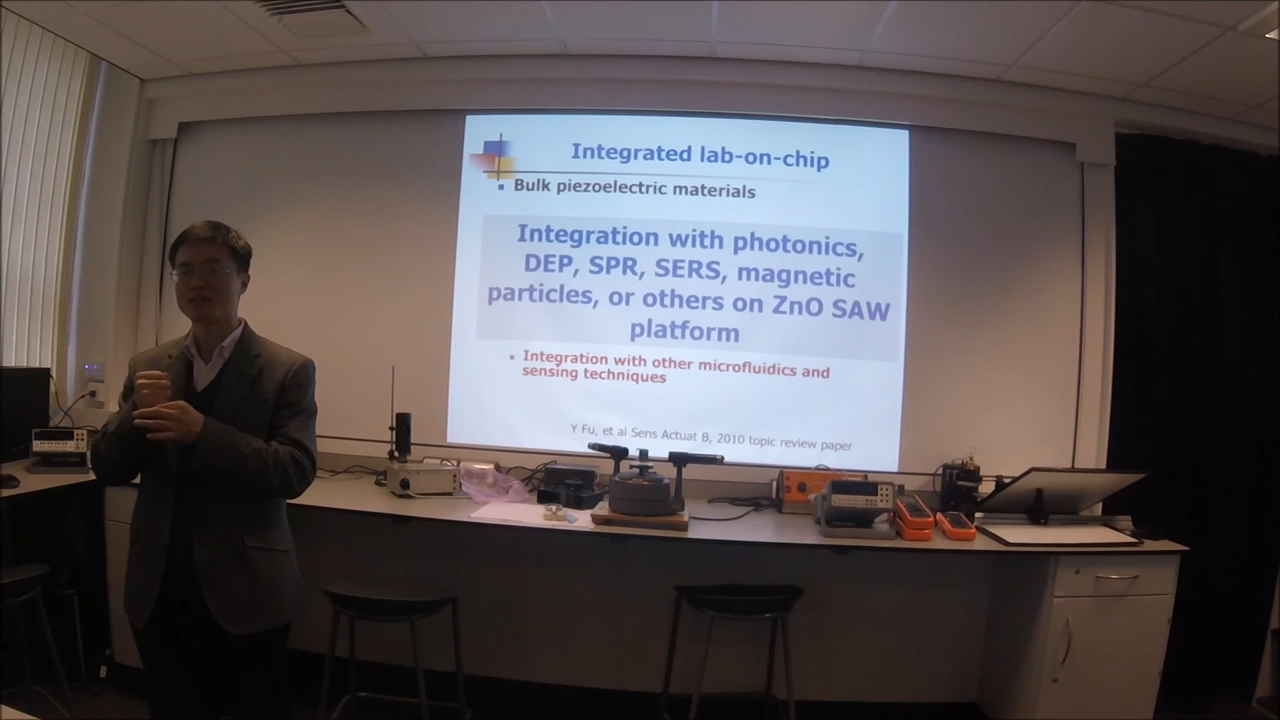 Integrated lab-on-chip
Bulk piezoelectric materials
Integration with photonics,
DEP, SPR, SERS, magnetic
particles, or others on ZnO SAW
platform
Integration with other microfluidics and
sensing techniques
Y Fu, et al Sens Actuat B, 2010 topic review paper